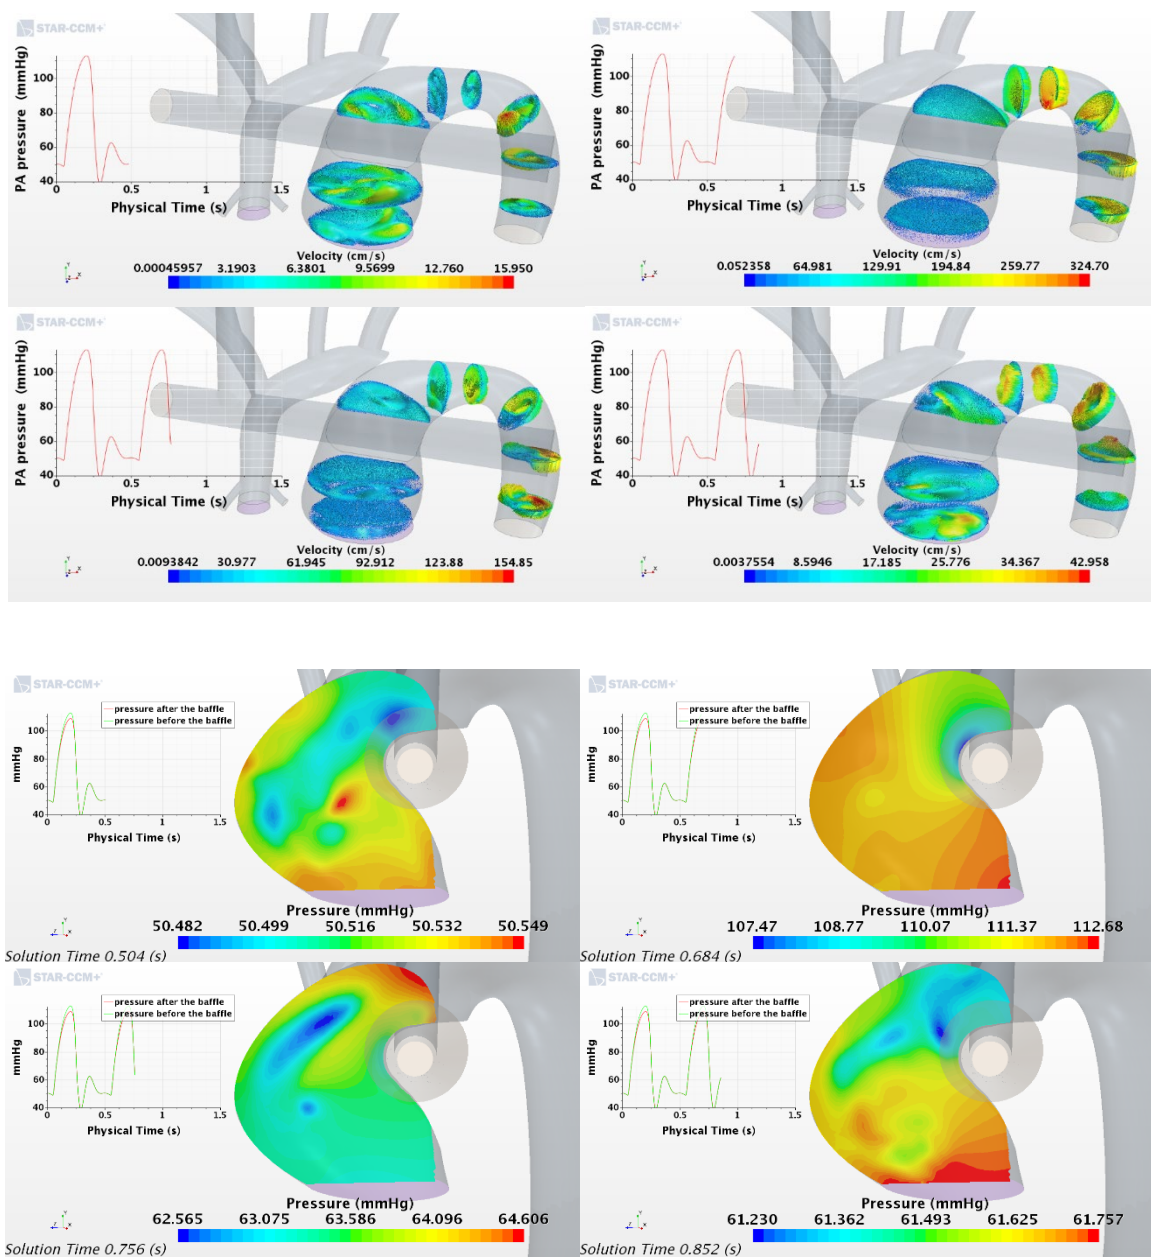 STAR-CCM+
PA pressure (mmHg)
100
80
60
40
0
0.5
1
1.5
Physical Time (s)
Velocity (cm/s)
0.00045957 3.1903 6.3801 9.5699 12.760 15.950
STAR-CCM+
PA pressure (mmHg)
100
80
60
40
0
0.5
1
1.5
Physical Time (s)
Velocity (cm/s)
0.052358 64.981 129.91 194.84 259.77 324.70
STAR-CCM+
PA pressure (mmHg)
100
80
60
40
0
0.5
1
1.5
Physical Time (s)
Velocity (cm/s)
0.0093842 30.977 61.945 92.912 123.88 154.85
STAR-CCM+
PA pressure (mmHg)
100
80
60
40
0
0.5
1
1.5
Physical Time (s)
Velocity (cm/s)
0.0037554 8.5946 17.185 25.776 34.367 42.958
STAR-CCM+
pressure after the baffle
pressure before the baffle
mmHg
100
80
60
40
0 0.5 1 1.5
Physical Time (s)
Pressure (mmHg)
50.482 50.499 50.516 50.532 50.549
Solution Time 0.504 (s)
STAR-CCM+
pressure after the baffle
pressure before the baffle
mmHg
100
80
60
40
0 0.5 1 1.5
Physical Time (s)
Pressure (mmHg)
107.47 108.77 110.07 111.37 112.68
Solution Time 0.684 (s)
STAR-CCM+
pressure after the baffle
pressure before the baffle
mmHg
100
80
60
40
0 0.5 1 1.5
Physical Time (s)
Pressure (mmHg)
62.565 63.075 63.586 64.096 64.606
Solution Time 0.756 (s)
STAR-CCM+
pressure after the baffle
pressure before the baffle
mmHg
100
80
60
40
0 0.5 1 1.5
Physical Time (s)
Pressure (mmHg)
61.230 61.362 61.493 61.625 61.757
Solution Time 0.852 (s)